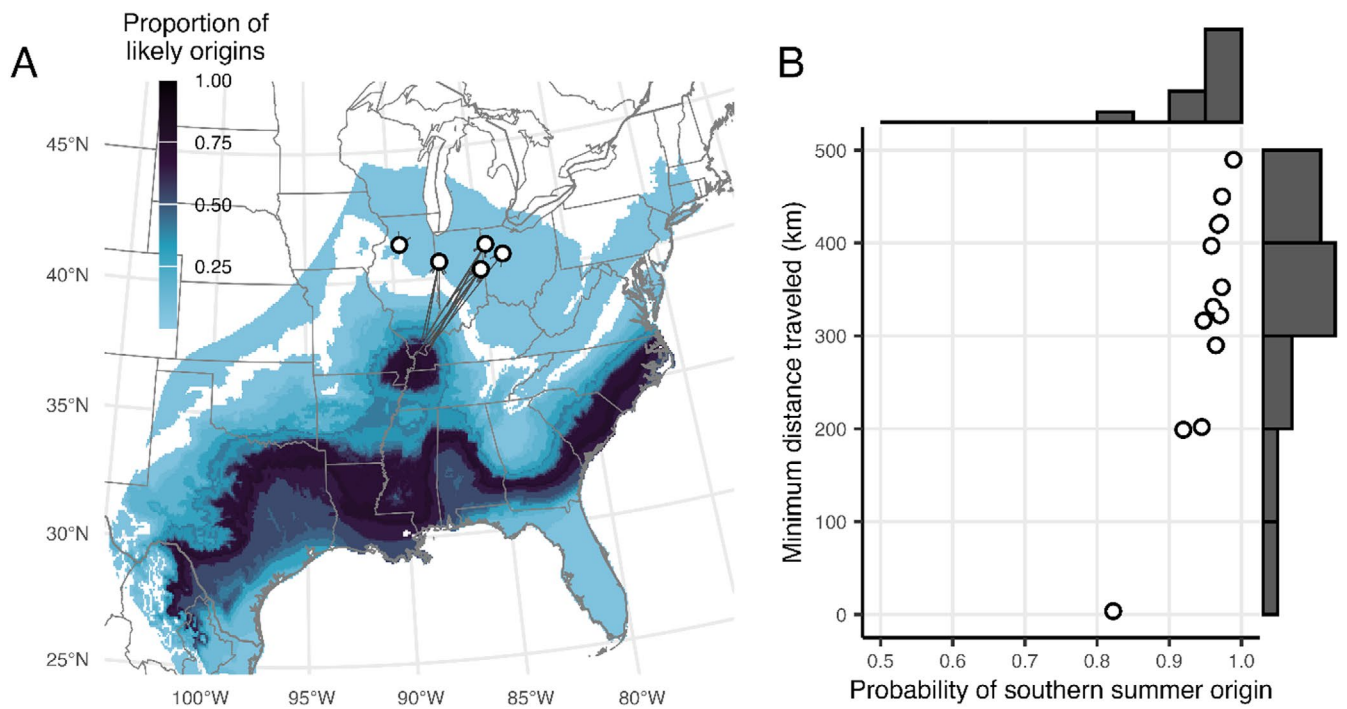 Proportion of
likely origins
A
1.00
0.75
0.50
0.25
45°N
40°N
35°N
30°N
25°N
100°W
95°W
90°W
85°W
80°W
B
Minimum distance traveled (km)
500
400
300
200
100
0
0.5
0.6
0.7
0.8
0.9
1.0
Probability of southern summer origin